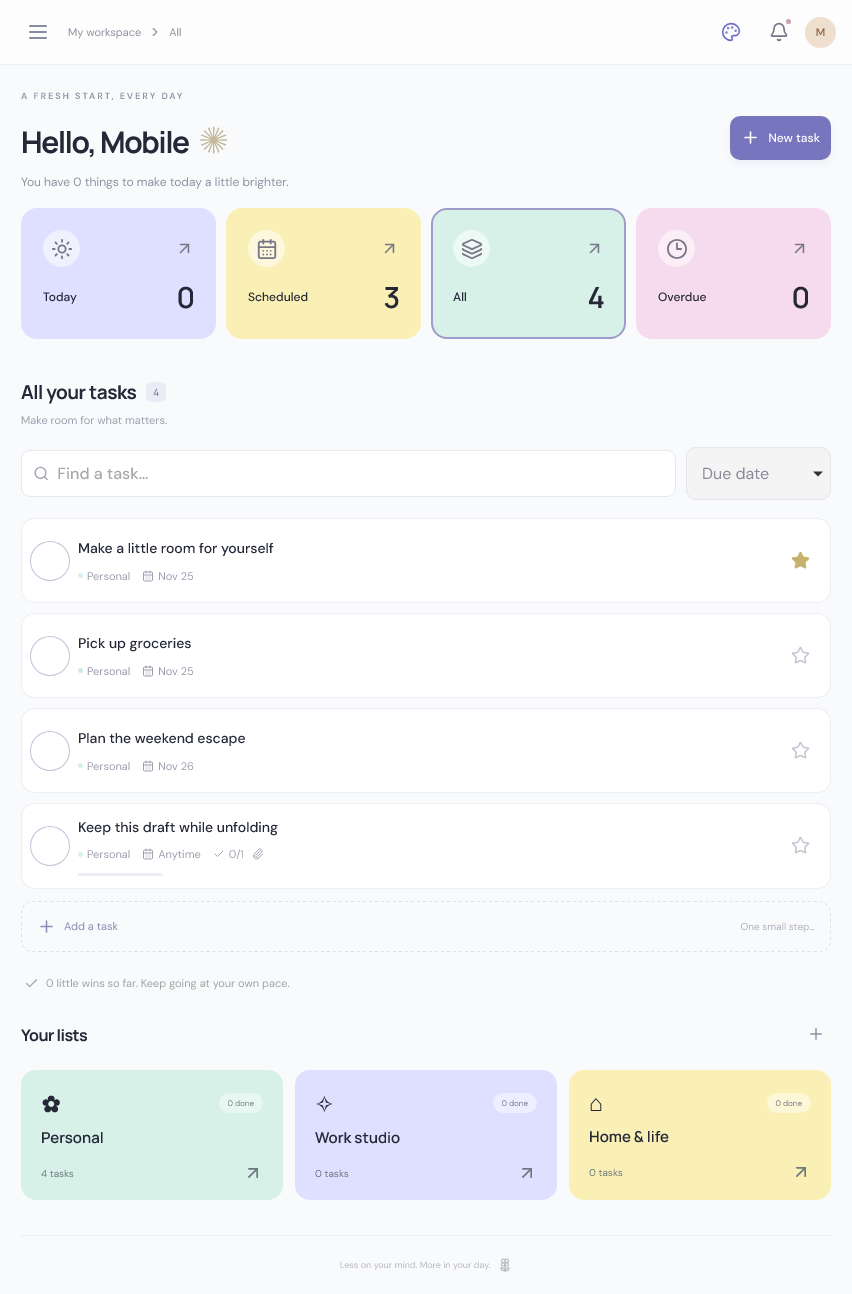 My workspace > All
M
A FRESH START, EVERY DAY
Hello, Mobile
New task
You have 0 things to make today a little brighter.
Today 0
Scheduled 3
All 4
Overdue 0
All your tasks 4
Make room for what matters.
Find a task...
Due date
Make a little room for yourself
Personal Nov 25
Pick up groceries
Personal Nov 25
Plan the weekend escape
Personal Nov 26
Keep this draft while unfolding
Personal Anytime 0/1
Add a task One small step...
0 little wins so far. Keep going at your own pace.
Your lists
0 done
Personal
4 tasks
0 done
Work studio
0 tasks
0 done
Home & life
0 tasks
Less on your mind. More in your day.